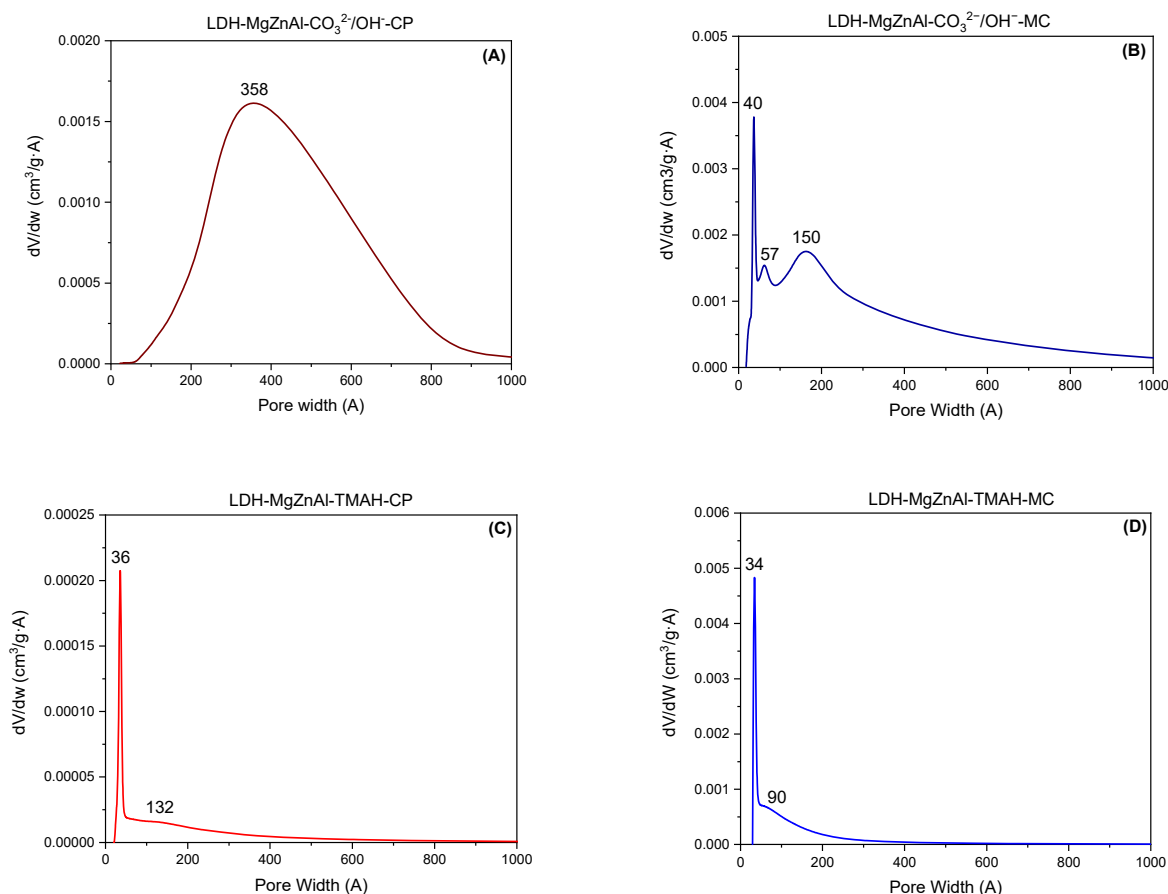 LDH-MgZnAl-CO₃²⁻/OH⁻-CP
(A)
358
0.0020
0.0015
0.0010
0.0005
0.0000
dV/dw (cm³/g·A)
0 200 400 600 800 1000
Pore width (A)
LDH-MgZnAl-CO₃²⁻/OH⁻-MC
(B)
40
57
150
0.005
0.004
0.003
0.002
0.001
0.000
dV/dw (cm3/g·A)
0 200 400 600 800 1000
Pore Width (A)
LDH-MgZnAl-TMAH-CP
(C)
36
132
0.00025
0.00020
0.00015
0.00010
0.00005
0.00000
dV/dw (cm³/g·A)
0 200 400 600 800 1000
Pore Width (A)
LDH-MgZnAl-TMAH-MC
(D)
34
90
0.006
0.005
0.004
0.003
0.002
0.001
0.000
dV/dW (cm³/g·A)
0 200 400 600 800 1000
Pore Width (A)